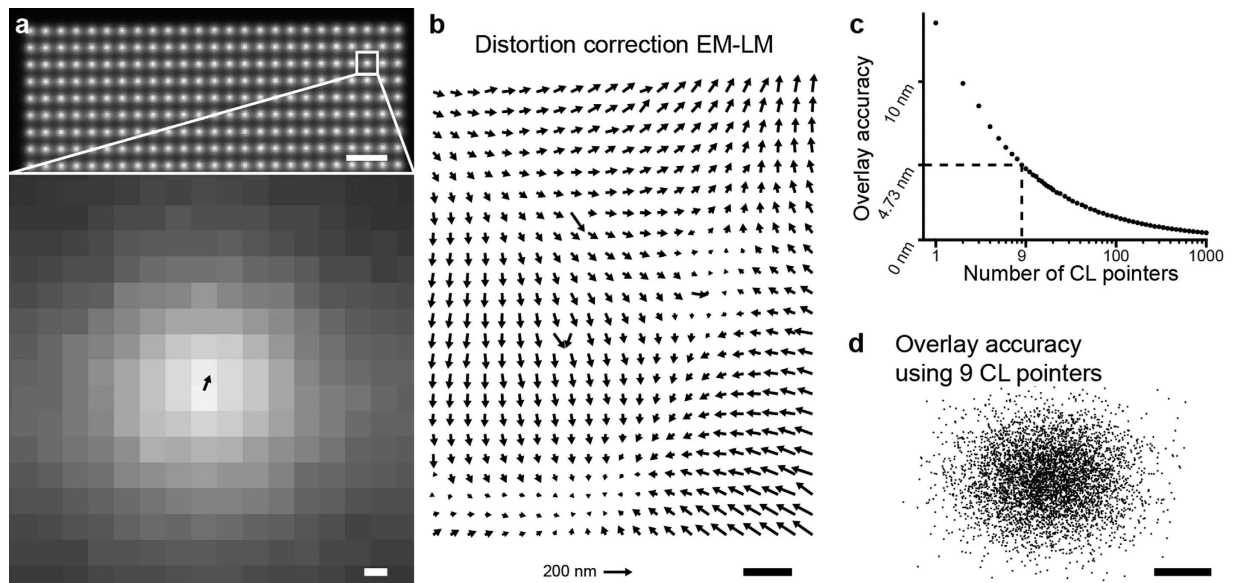 a
b
Distortion correction EM-LM
200 nm
c
Overlay accuracy
10 nm
4.73 nm
0 nm
1
9
100
1000
Number of CL pointers
d
Overlay accuracy
using 9 CL pointers